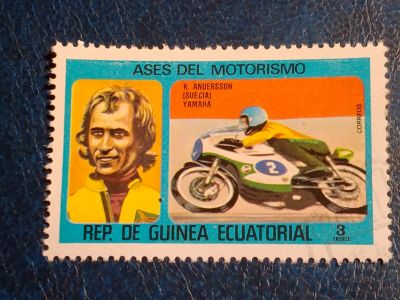 ASES DEL MOTORISMO
K. ANDERSSON
(SUECIA)
YAMAHA
CORREOS
2
REP. DE GUINEA ECUATORIAL
3
EKUELE